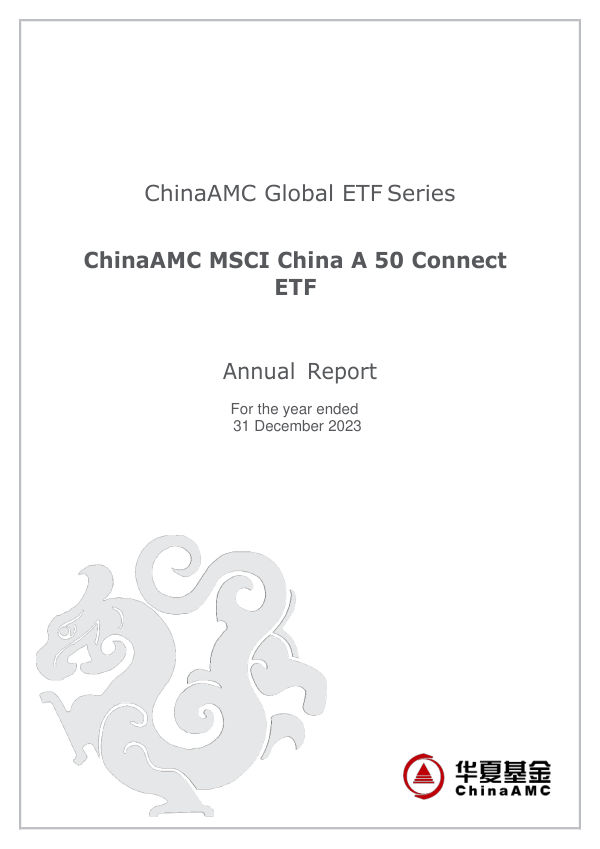 ChinaAMC Global ETF Series
ChinaAMC MSCI China A 50 Connect
ETF
Annual Report
For the year ended
31 December 2023
华夏基金
ChinaAMC